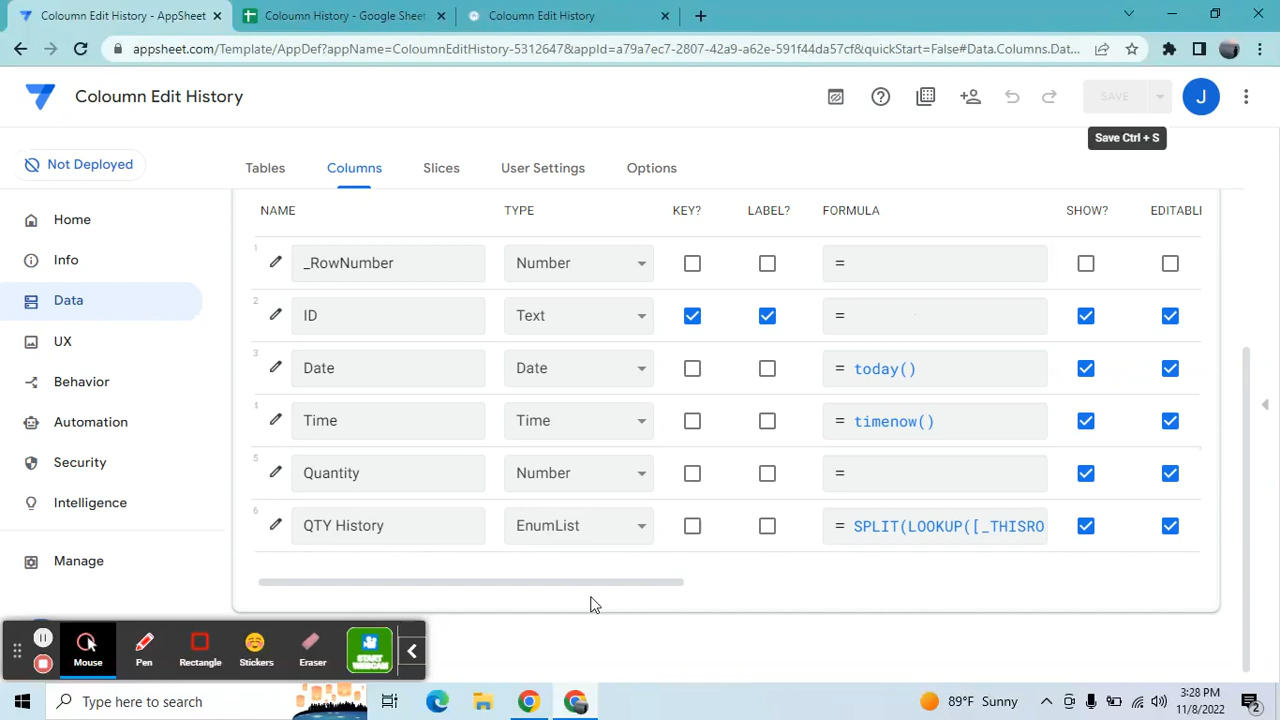 Coloumn Edit History - AppSheet
Coloumn History - Google Sheet
Coloumn Edit History
appsheet.com/Template/AppDef?appName=ColoumnEditHistory-5312647&appId=a79a7ec7-2807-42a9-a62e-591f44da57cf&quickStart=False#Data.Columns.Dat...
Coloumn Edit History
SAVE
J
Save Ctrl + S
Not Deployed
Tables
Columns
Slices
User Settings
Options
Home
Info
Data
UX
Behavior
Automation
Security
Intelligence
Manage
NAME TYPE KEY? LABEL? FORMULA SHOW? EDITABL
1 _RowNumber Number =
2 ID Text =
3 Date Date = today()
4 Time Time = timenow()
5 Quantity Number =
6 QTY History EnumList = SPLIT(LOOKUP([_THISRO
Mouse
Pen
Rectangle
Stickers
Eraser
START WEBCAM
Type here to search
89°F Sunny
3:28 PM
11/8/2022
2